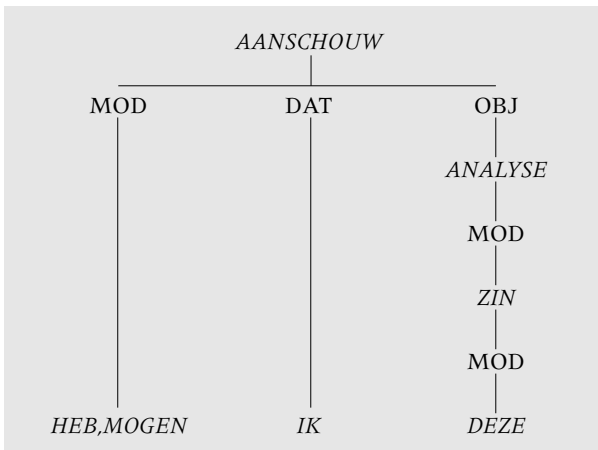 AANSCHOUW
MOD DAT OBJ
ANALYSE
MOD
ZIN
MOD
HEB,MOGEN IK DEZE